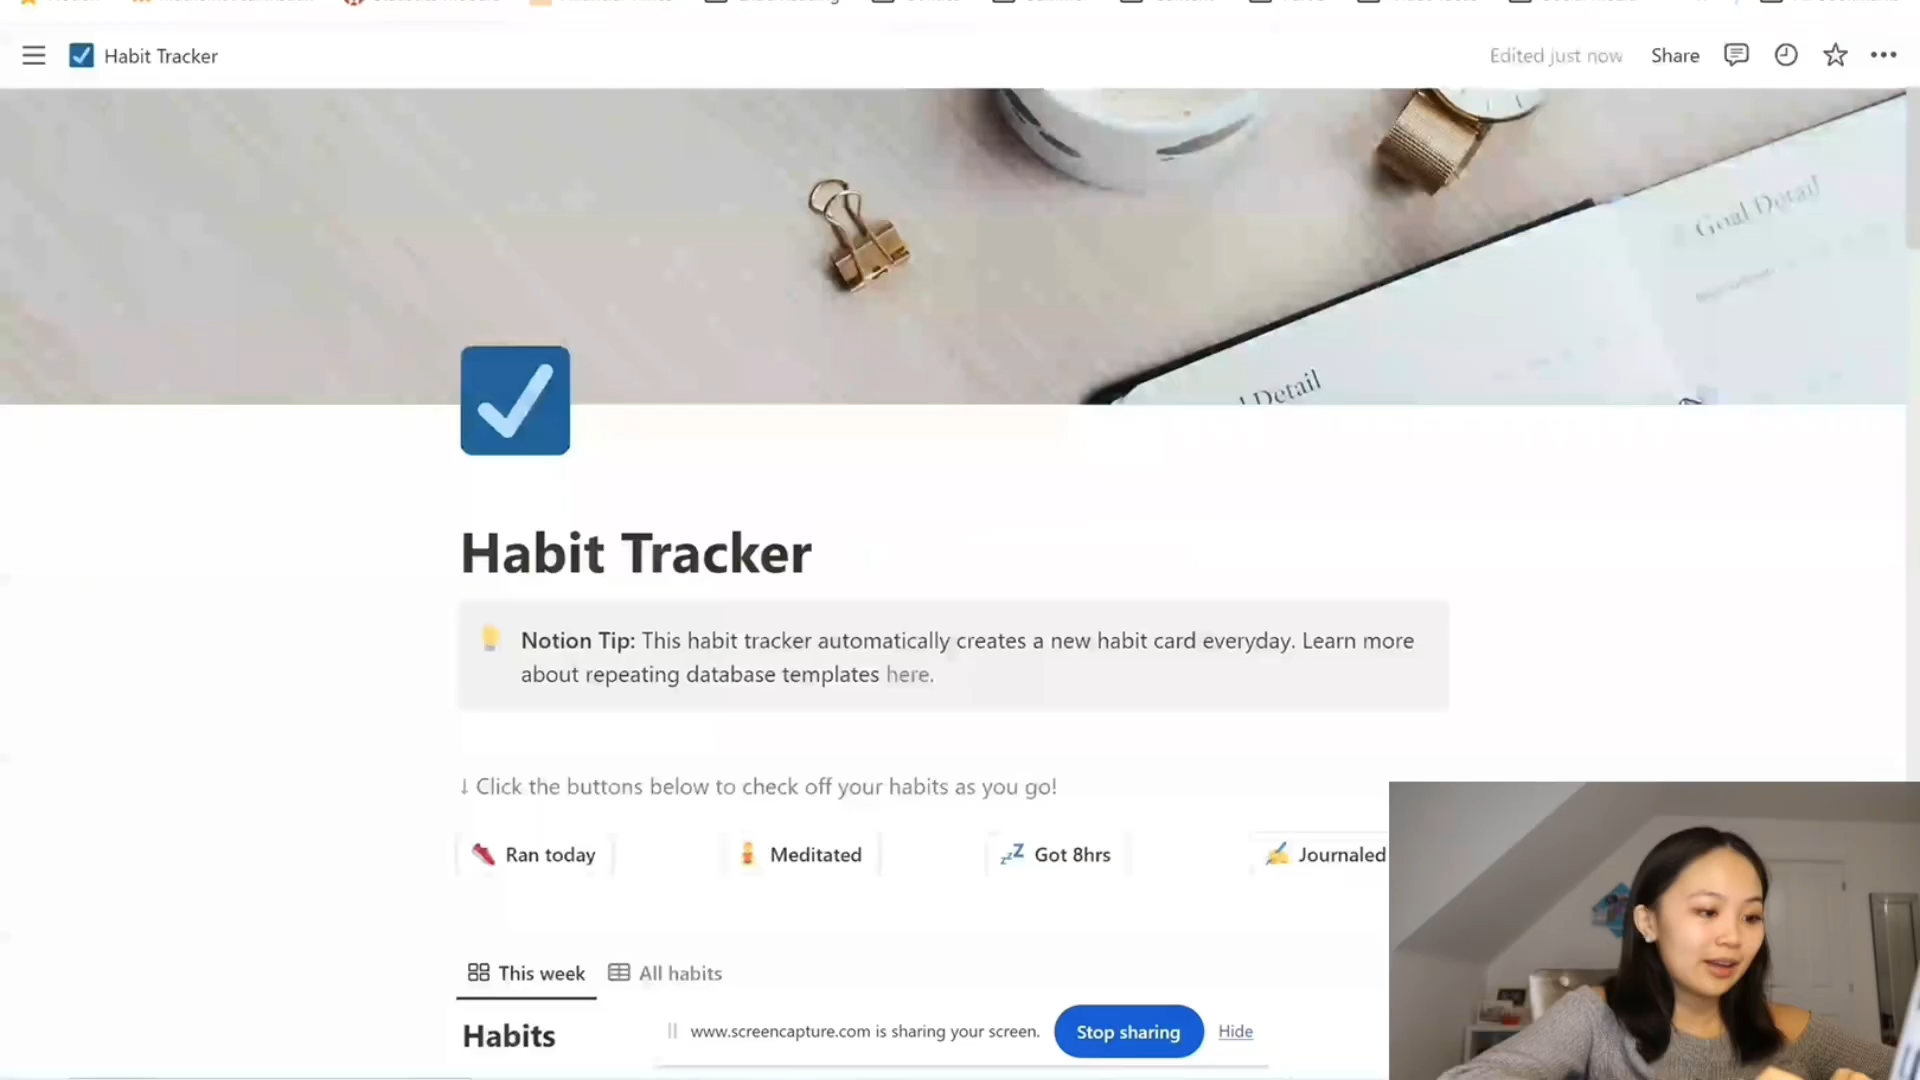 Habit Tracker
Edited just now
Share
Goal Detail
Detail
Habit Tracker
Notion Tip: This habit tracker automatically creates a new habit card everyday. Learn more
about repeating database templates here.
↓ Click the buttons below to check off your habits as you go!
Ran today
Meditated
zzZ
Got 8hrs
Journaled
This week
All habits
Habits
www.screencapture.com is sharing your screen.
Stop sharing
Hide